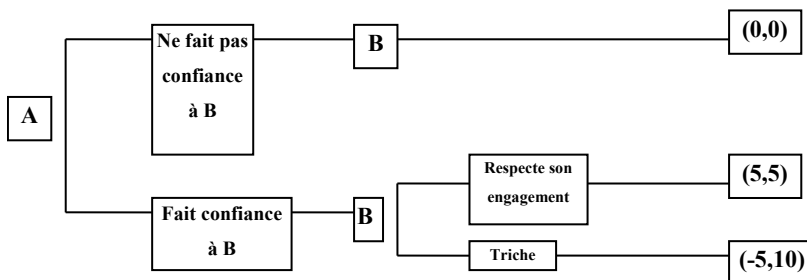 Ne fait pas
confiance
à B
B
(0,0)
A
Fait confiance
à B
B
Respecte son
engagement
(5,5)
Triche
(-5,10)